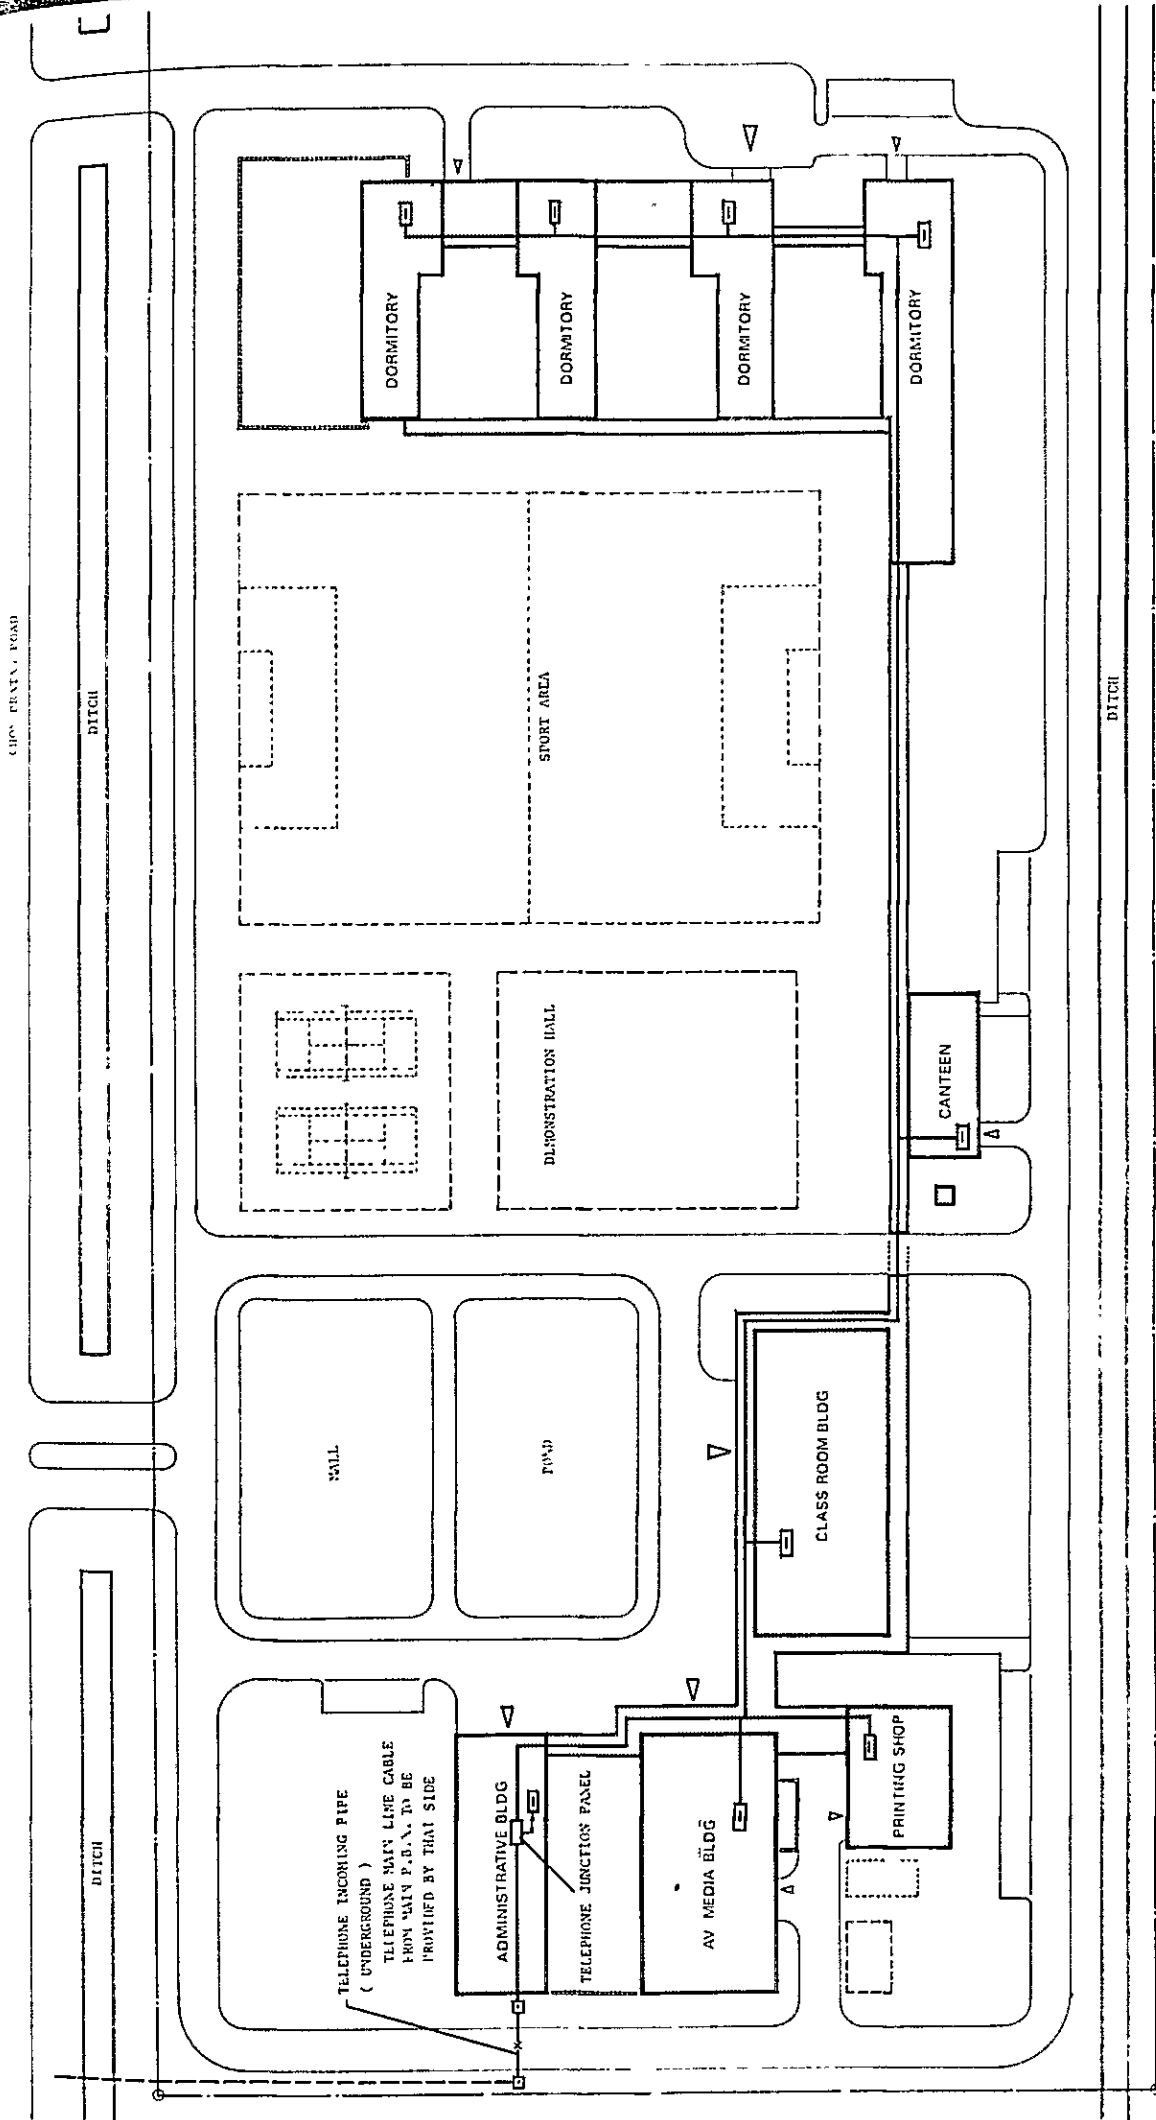 DITCH
DITCH
DITCH
DORMITORY
DORMITORY
DORMITORY
DORMITORY
SPORT AREA
DEMONSTRATION HALL
CANTEEN
CLASS ROOM BLDG
TELEPHONE INCOMING PIPE
( UNDERGROUND )
TELEPHONE MAIN LINE CABLE
FROM MAIN P.B.X. TO BE
PROVIDED BY THAI SIDE
ADMINISTRATIVE BLDG
TELEPHONE JUNCTION PANEL
AV MEDIA BLDG
PRINTING SHOP